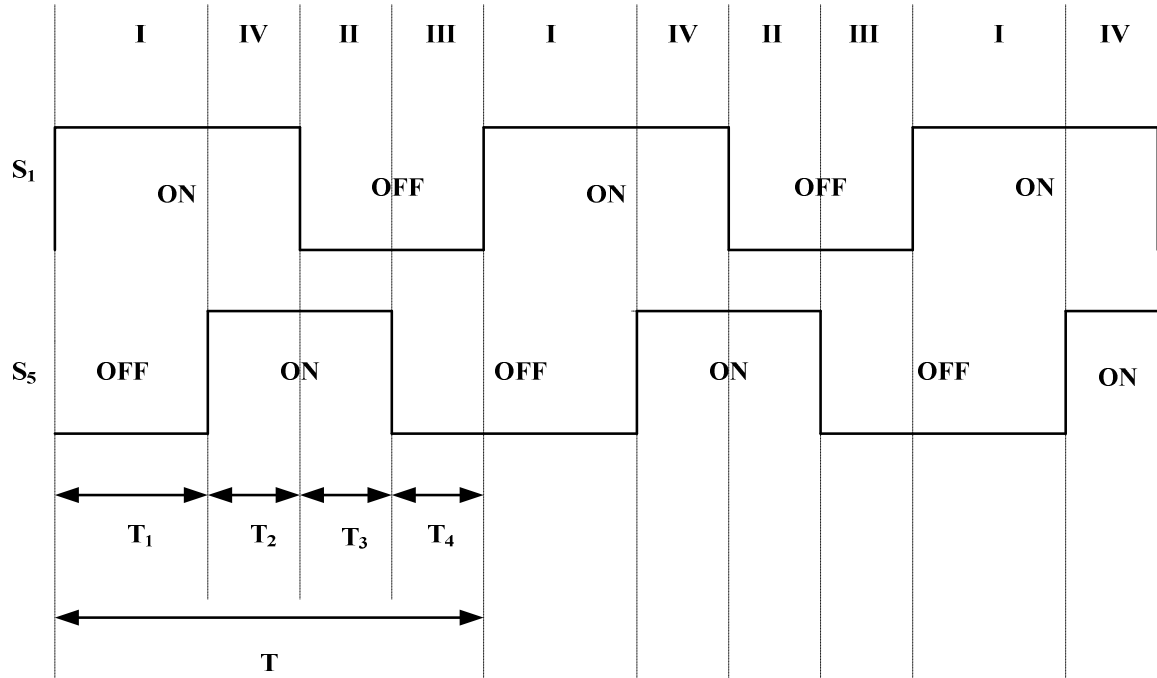 I IV II III I IV II III I IV
S₁
ON OFF ON OFF ON
S₅
OFF ON OFF ON OFF ON
T₁ T₂ T₃ T₄
T